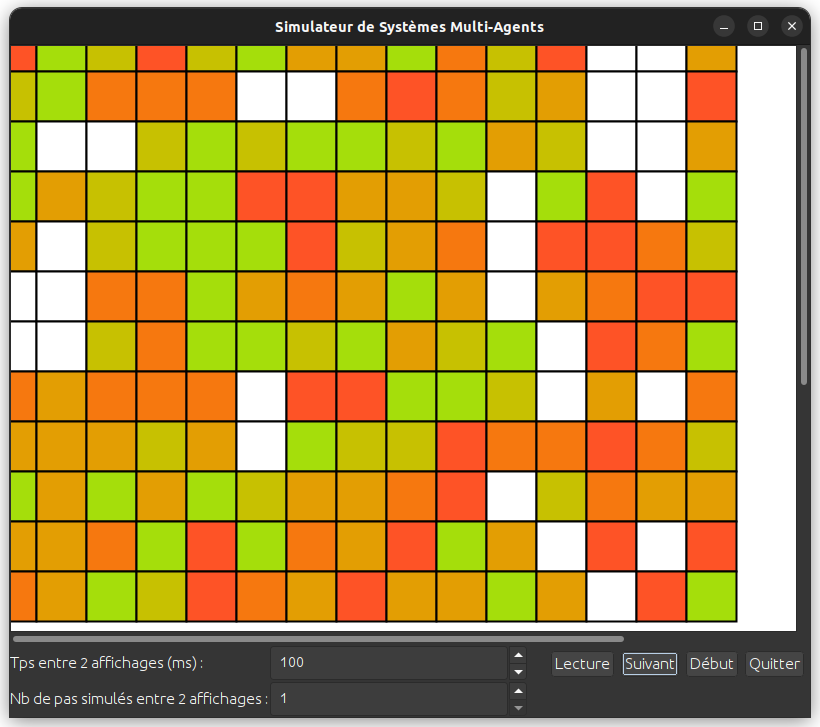 Simulateur de Systèmes Multi-Agents
Tps entre 2 affichages (ms) :
100
Lecture
Suivant
Début
Quitter
Nb de pas simulés entre 2 affichages :
1